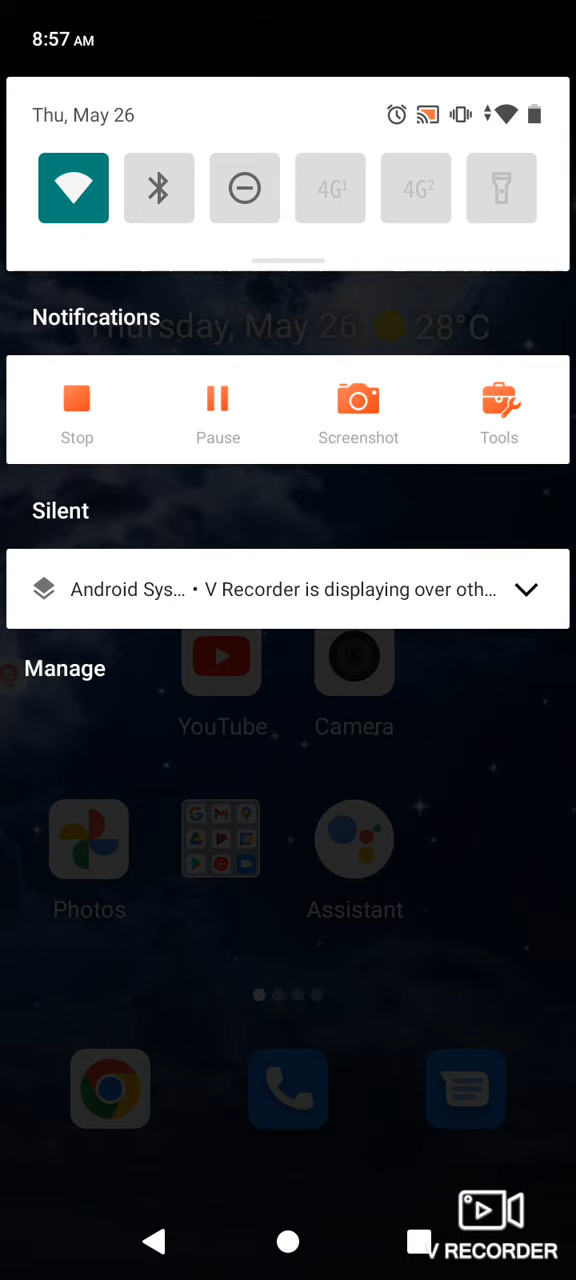 8:57 AM
Thu, May 26
4G1 4G2
Notifications
Thursday, May 26 28°C
Stop Pause Screenshot Tools
Silent
Android Sys... • V Recorder is displaying over oth...
Manage
YouTube Camera
Photos Assistant
V RECORDER